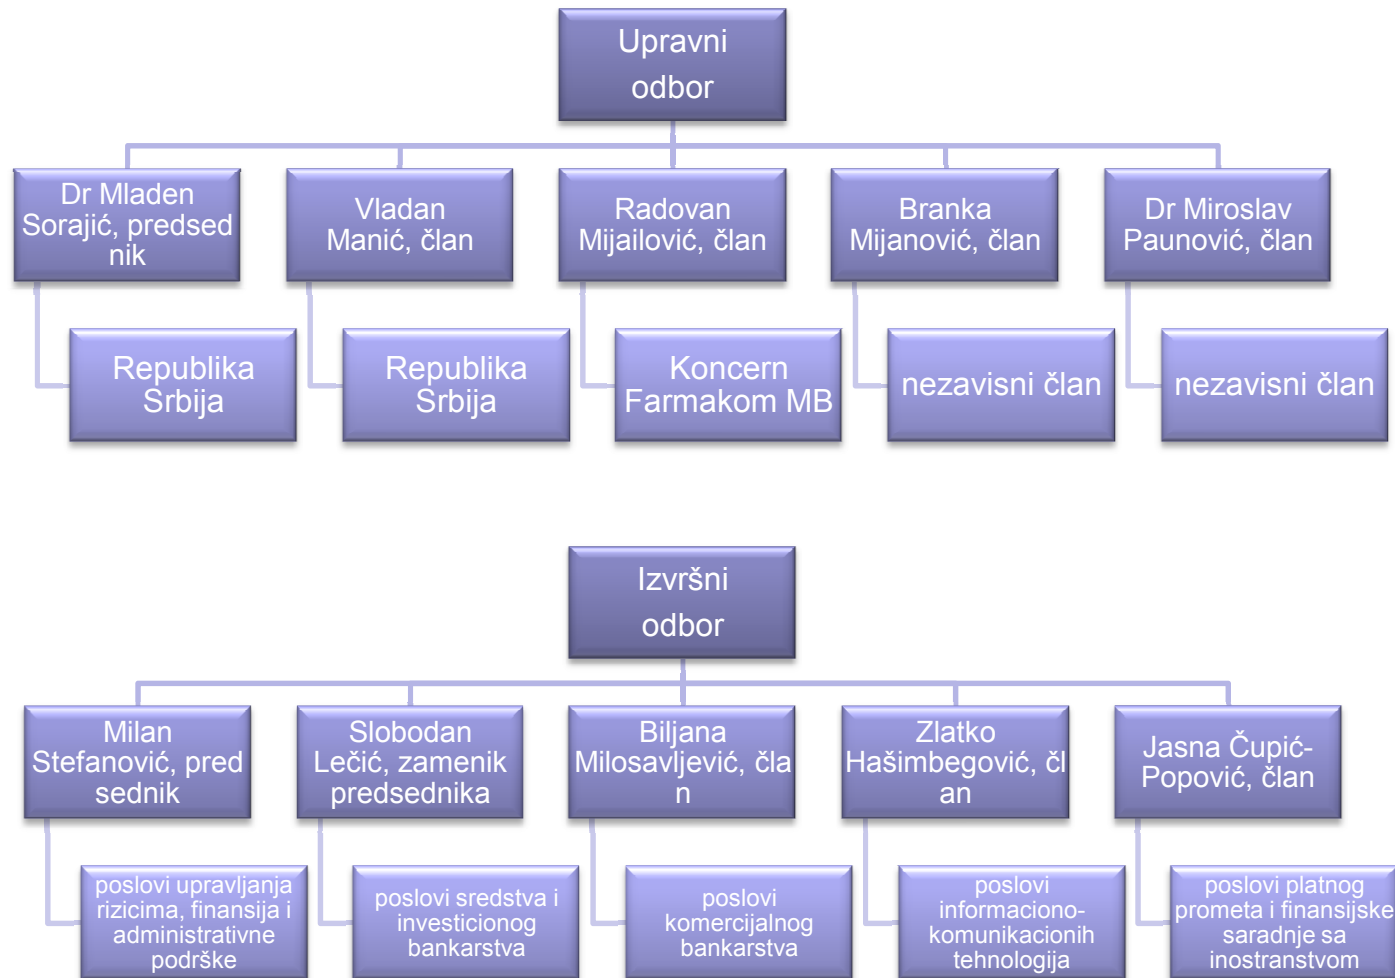 Upravni
odbor
Dr Mladen
Sorajić, predsed
nik
Vladan
Manić, član
Radovan
Mijailović, član
Branka
Mijanović, član
Dr Miroslav
Paunović, član
Republika
Srbija
Republika
Srbija
Koncern
Farmakom MB
nezavisni član
nezavisni član
Izvršni
odbor
Milan
Stefanović, pred
sednik
Slobodan
Lečić, zamenik
predsednika
Biljana
Milosavljević, čla
n
Zlatko
Hašimbegović, čl
an
Jasna Čupić-
Popović, član
poslovi upravljanja
rizicima, finansija i
administrativne
podrške
poslovi sredstva i
investicionog
bankarstva
poslovi
komercijalnog
bankarstva
poslovi
informaciono-
komunikacionih
tehnologija
poslovi platnog
prometa i finansijske
saradnje sa
inostranstvom